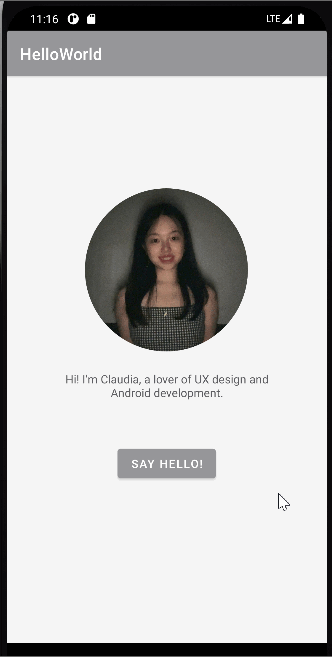 11:16
LTE
HelloWorld
Hi! I'm Claudia, a lover of UX design and
Android development.
SAY HELLO!